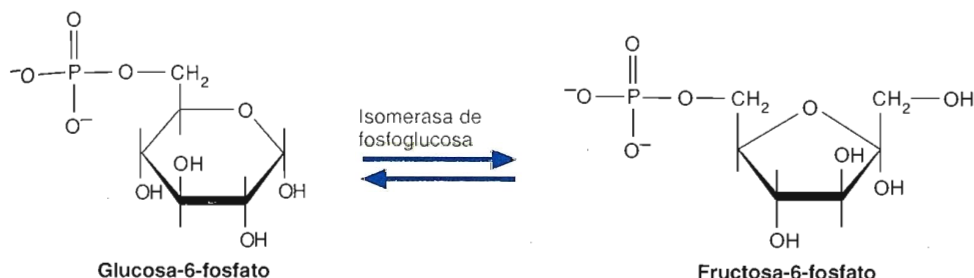 O
⁻O—P—O—CH₂
O⁻
O
OH
OH
OH
OH
Glucosa-6-fosfato
Isomerasa de
fosfoglucosa
O
⁻O—P—O—CH₂
O⁻
O
CH₂—OH
OH
OH
OH
Fructosa-6-fosfato